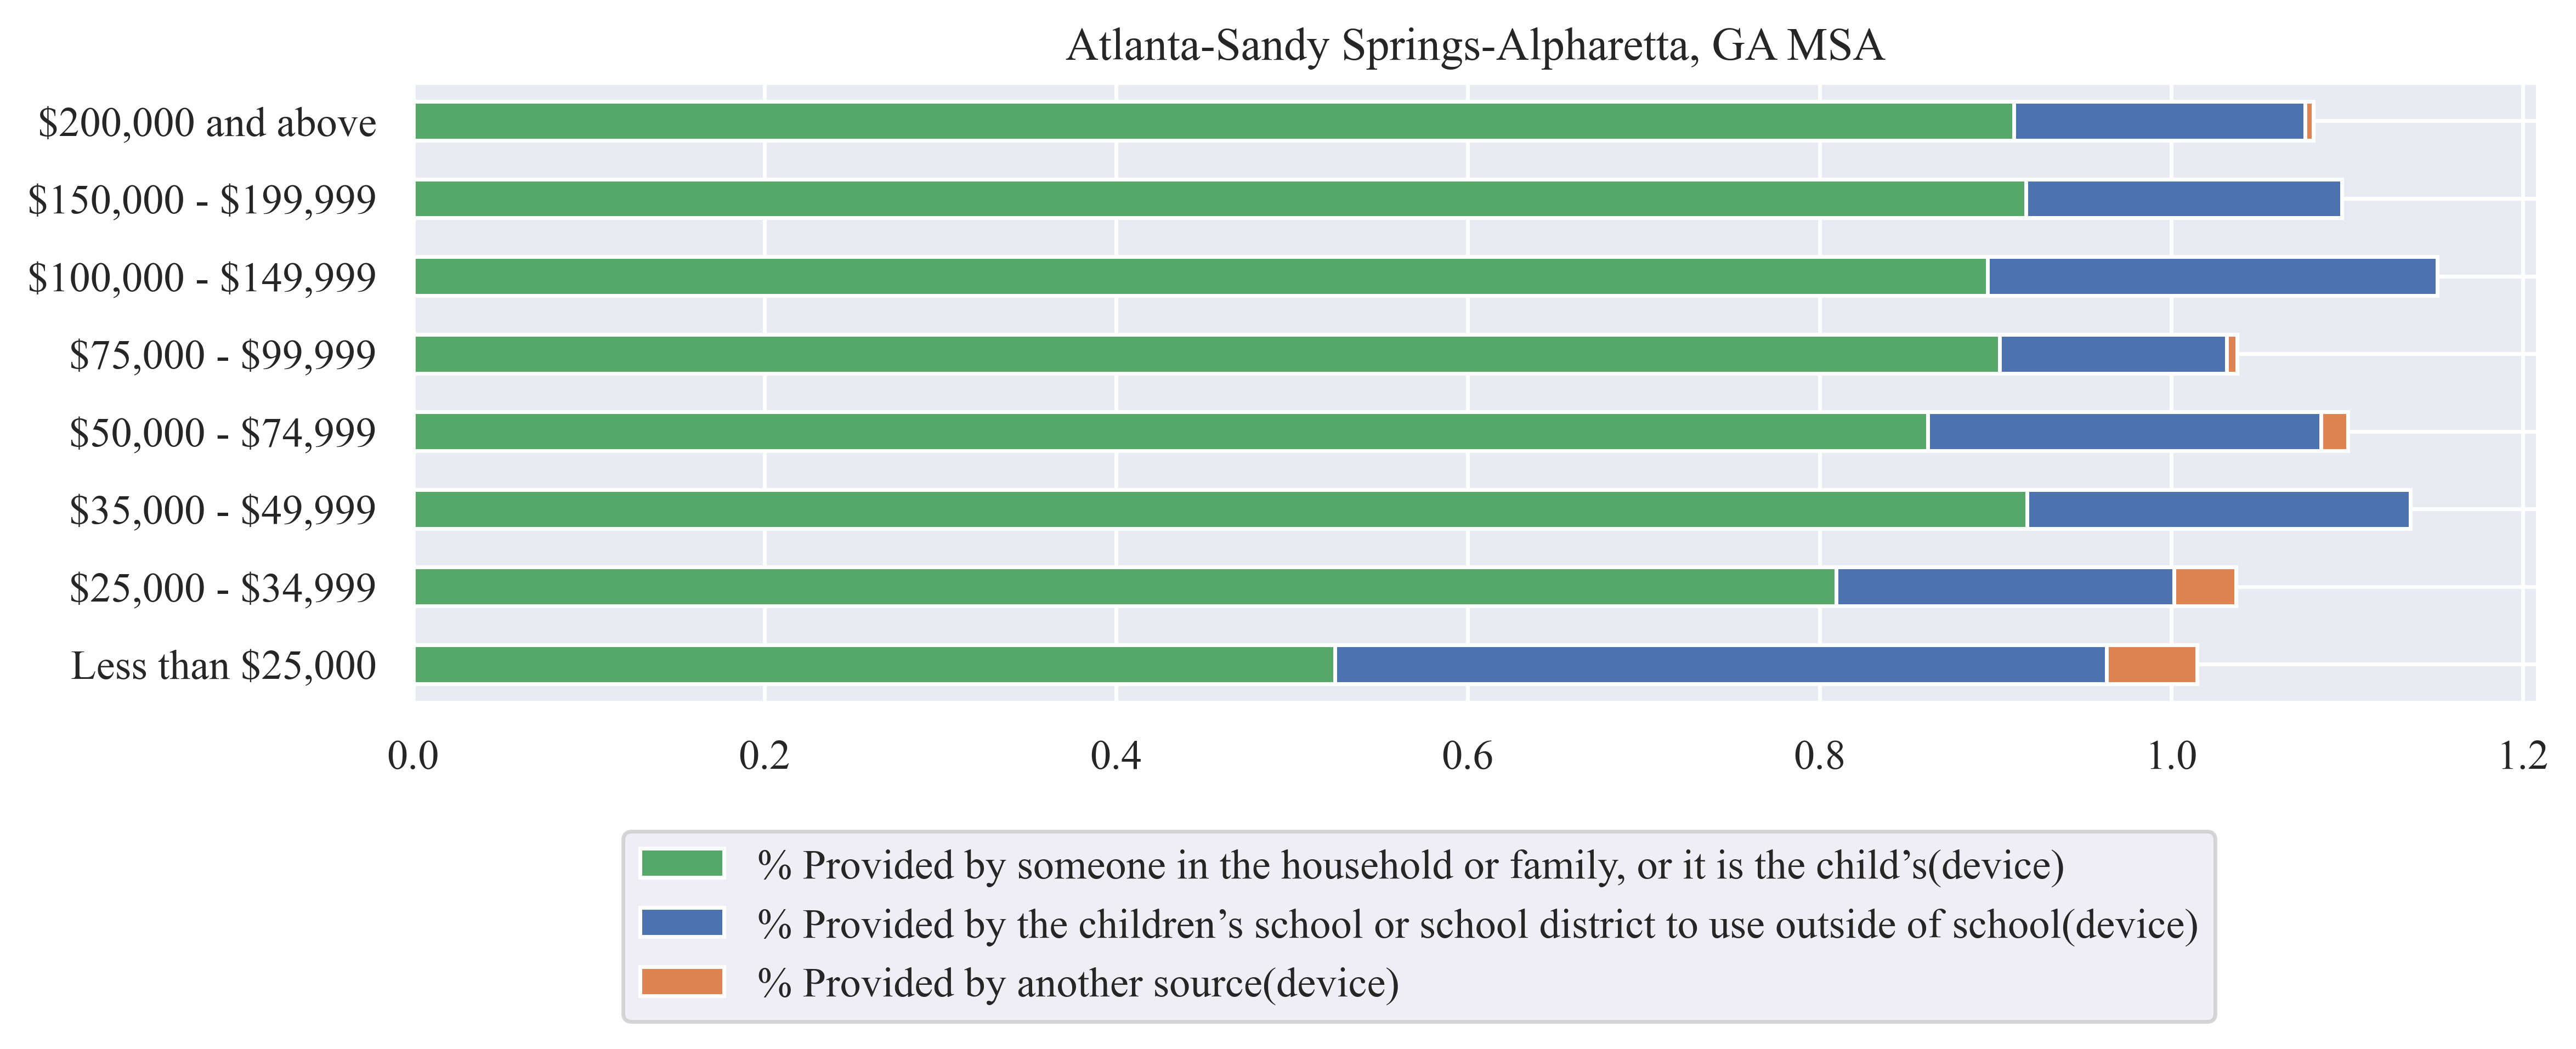 Atlanta-Sandy Springs-Alpharetta, GA MSA
$200,000 and above
$150,000 - $199,999
$100,000 - $149,999
$75,000 - $99,999
$50,000 - $74,999
$35,000 - $49,999
$25,000 - $34,999
Less than $25,000
0.0 0.2 0.4 0.6 0.8 1.0 1.2
% Provided by someone in the household or family, or it is the child’s(device)
% Provided by the children’s school or school district to use outside of school(device)
% Provided by another source(device)